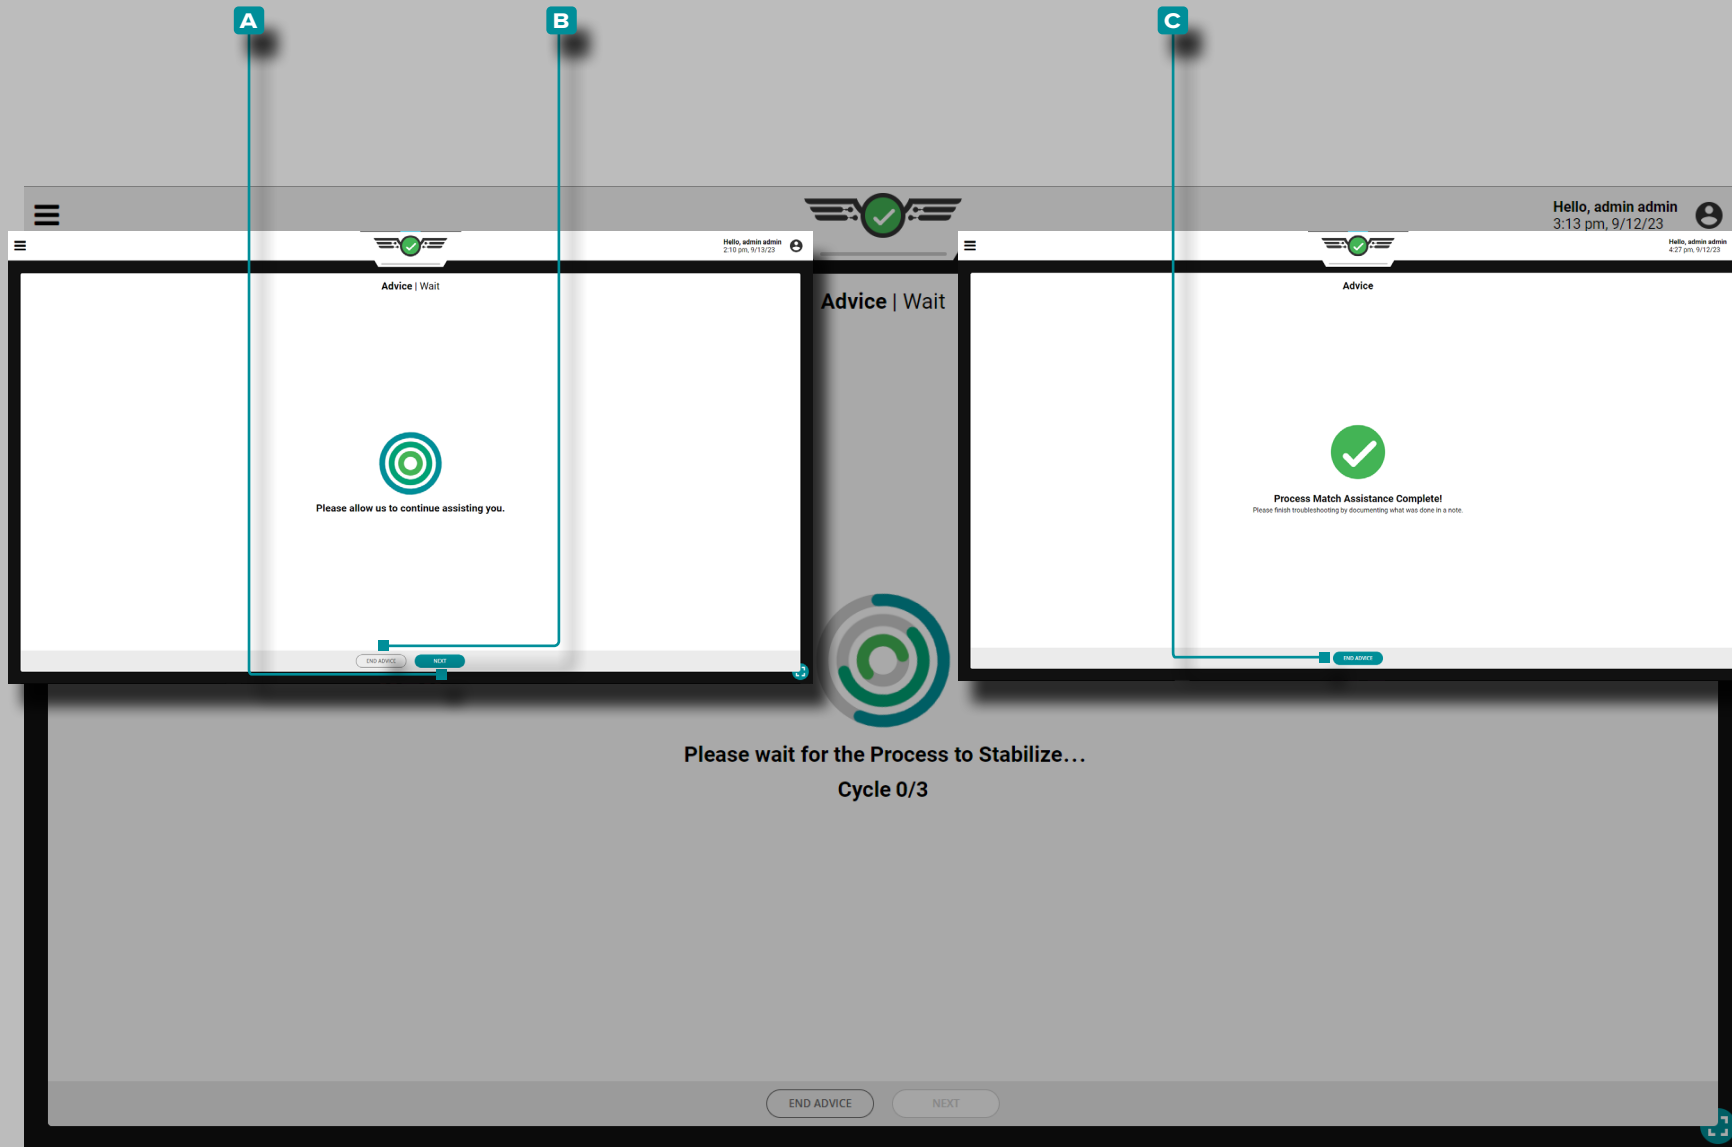 A
B
C
Hello, admin admin
3:13 pm, 9/12/23
Hello, admin admin
2:10 pm, 9/13/23
Advice | Wait
Please allow us to continue assisting you.
END ADVICE
NEXT
Hello, admin admin
4:27 pm, 9/12/23
Advice
Process Match Assistance Complete!
Please finish troubleshooting by documenting what was done in a note.
END ADVICE
Advice | Wait
Please wait for the Process to Stabilize...
Cycle 0/3
END ADVICE
NEXT